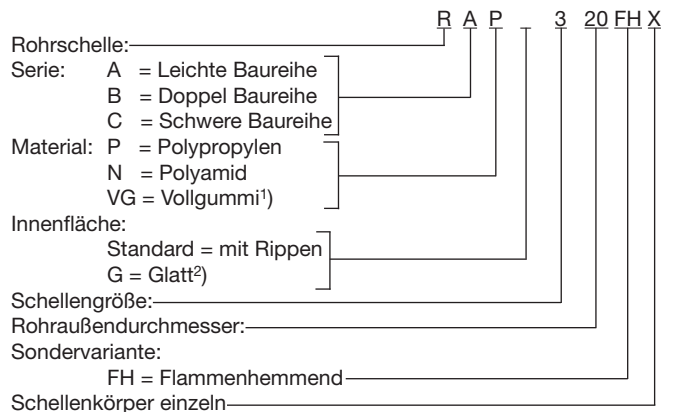 R A P _ 3 20 FH X
Rohrschelle:
Serie: A = Leichte Baureihe
B = Doppel Baureihe
C = Schwere Baureihe
Material: P = Polypropylen
N = Polyamid
VG = Vollgummi¹)
Innenfläche:
Standard = mit Rippen
G = Glatt²)
Schellengröße:
Rohraußendurchmesser:
Sondervariante:
FH = Flammenhemmend
Schellenkörper einzeln